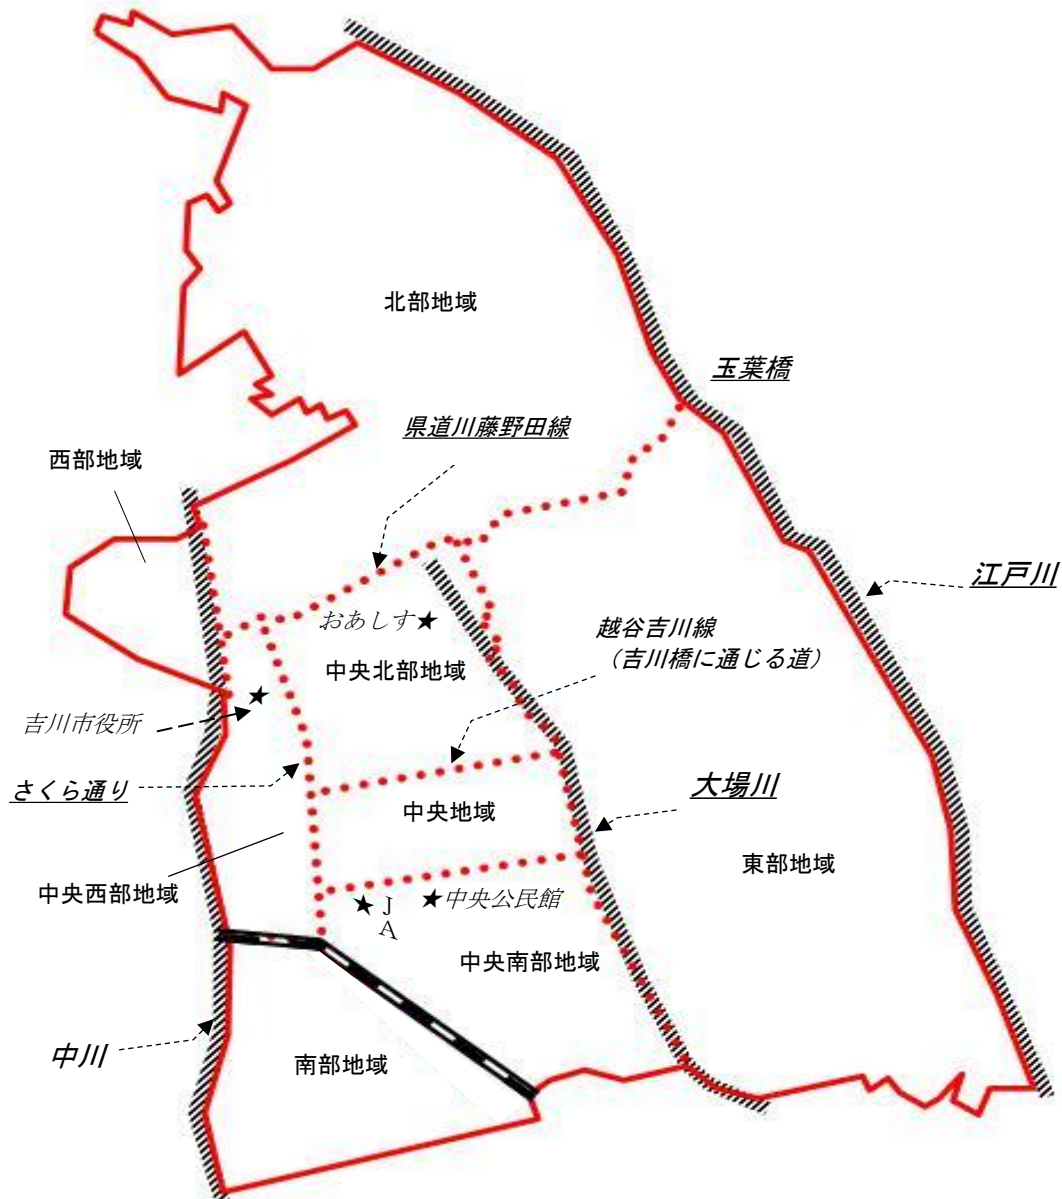 北部地域
玉葉橋
県道川藤野田線
西部地域
江戸川
おあしす★
越谷吉川線
（吉川橋に通じる道）
中央北部地域
★
吉川市役所
さくら通り
大場川
中央地域
東部地域
中央西部地域
★JA
★中央公民館
中央南部地域
中川
南部地域